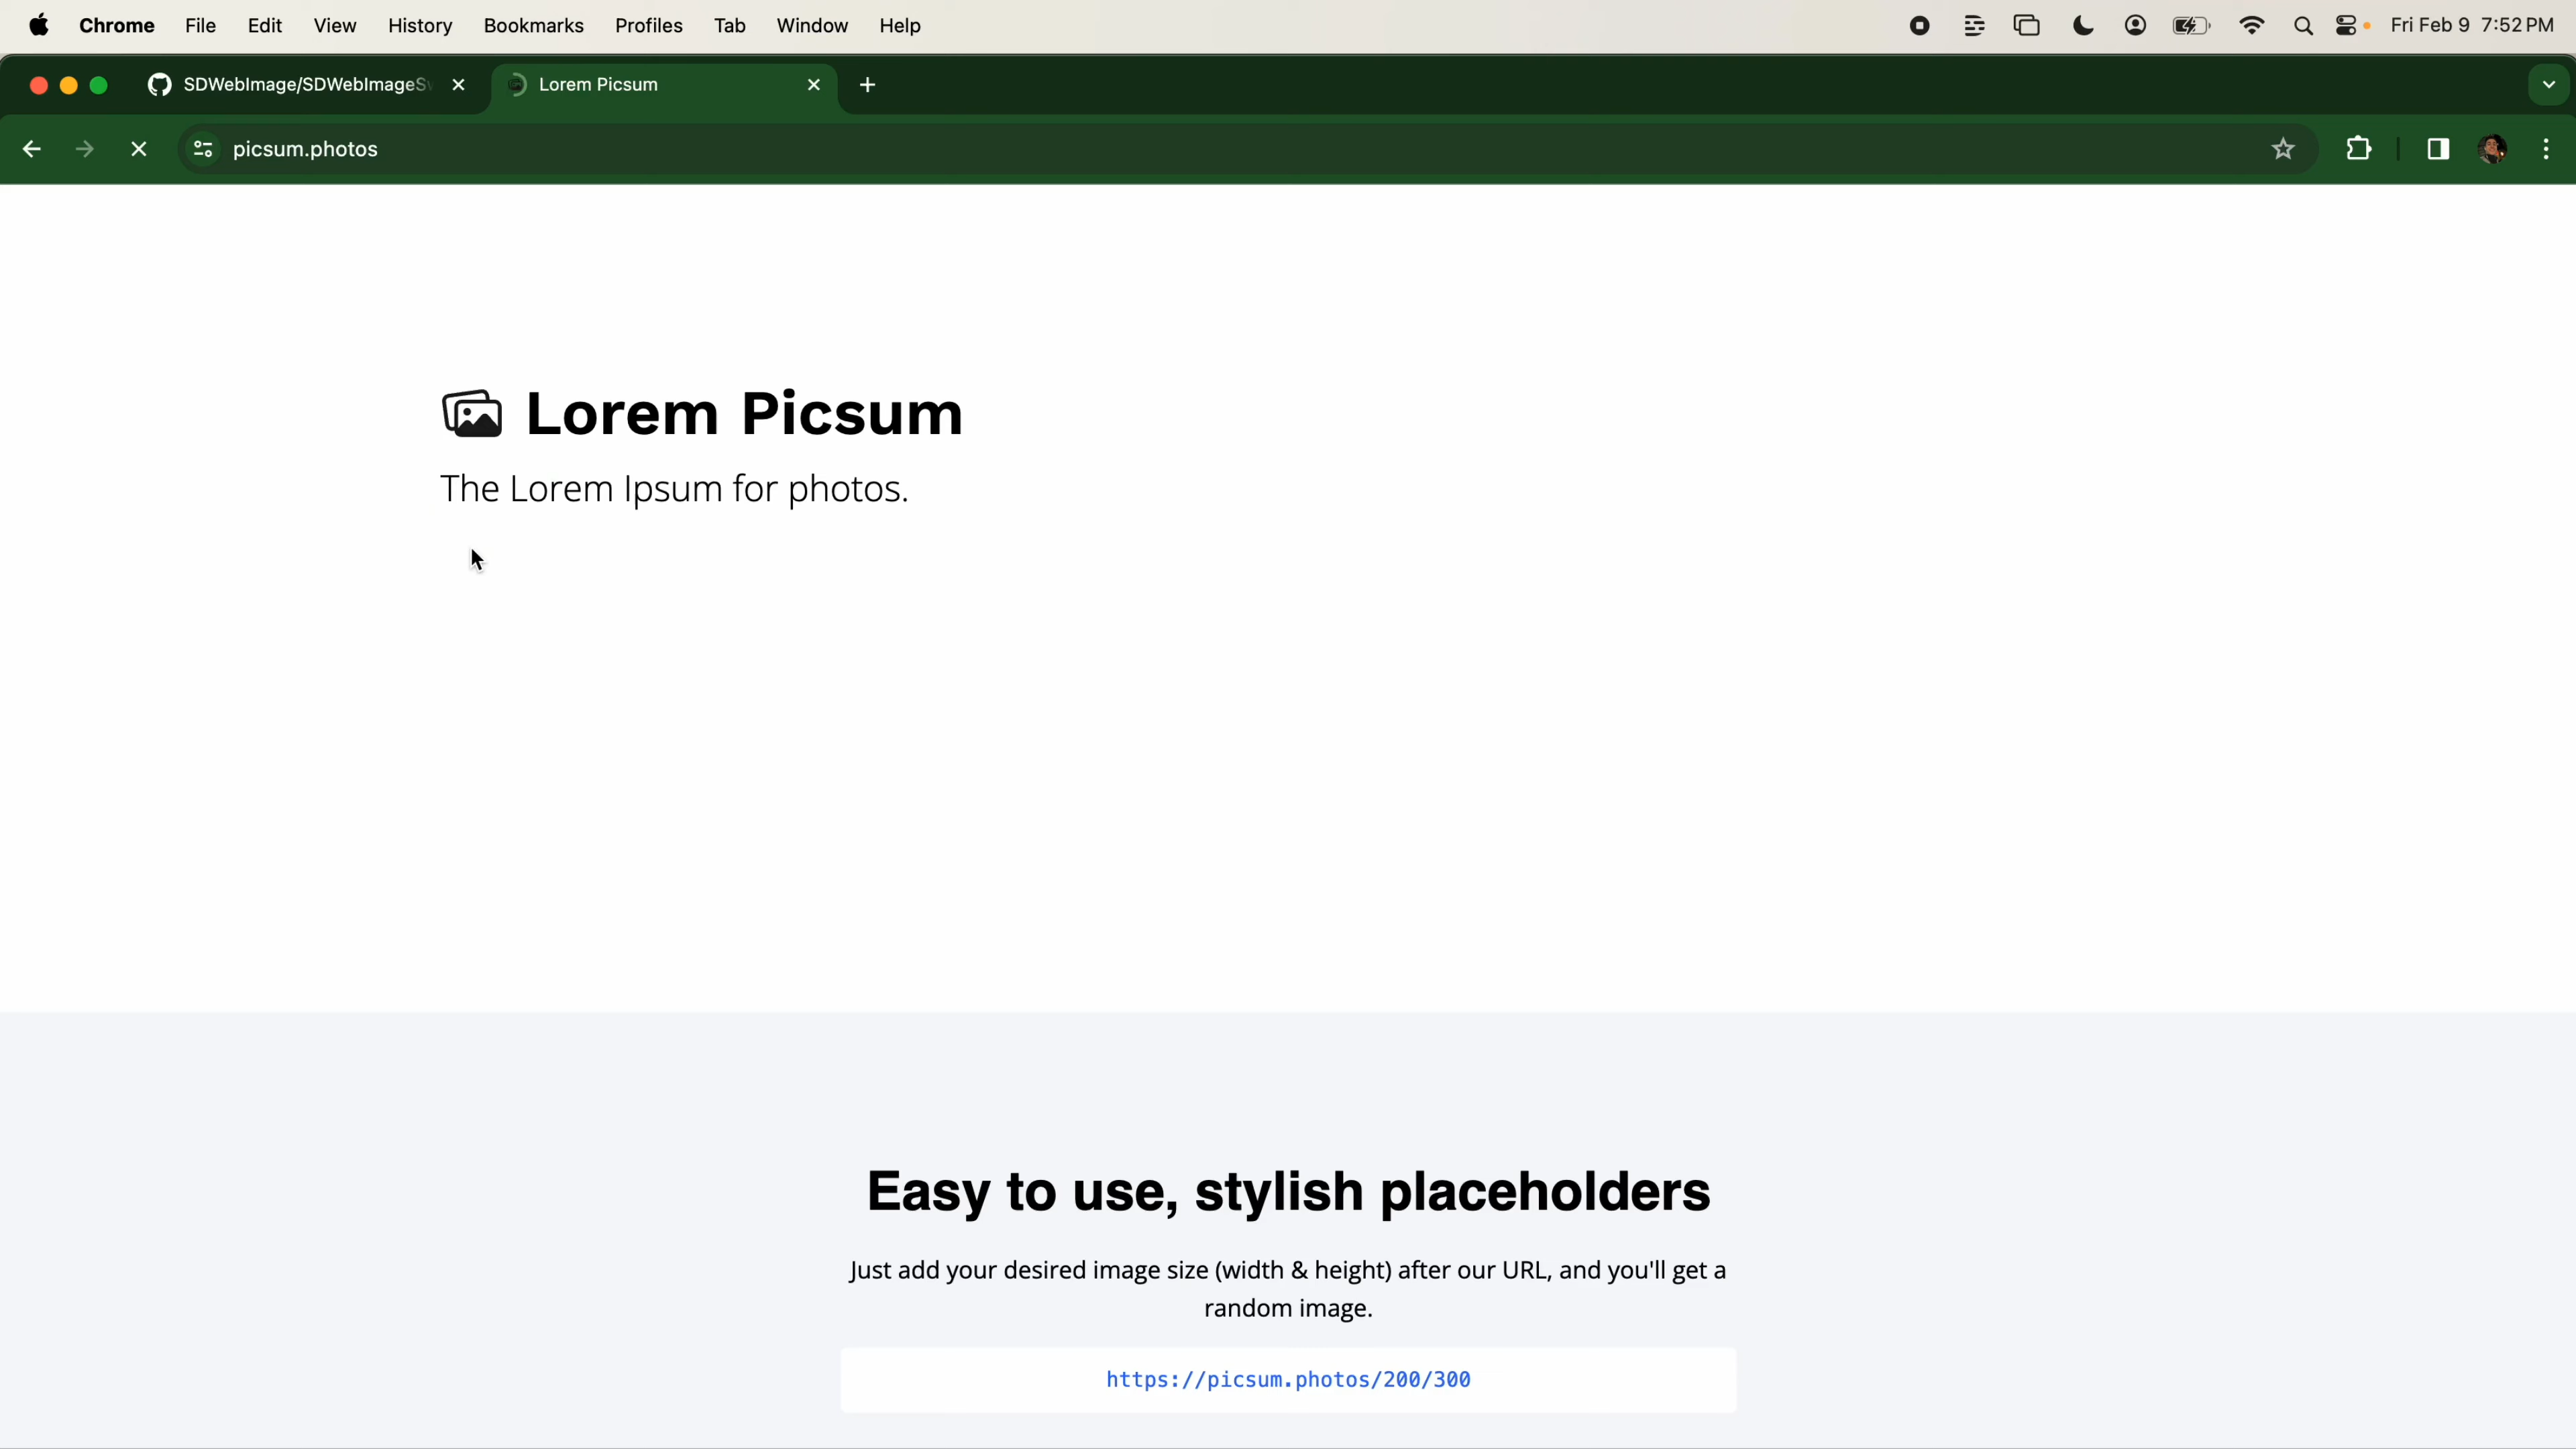 Chrome File Edit View History Bookmarks Profiles Tab Window Help Fri Feb 9 7:52 PM
SDWebImage/SDWebImageSw Lorem Picsum
picsum.photos
Lorem Picsum
The Lorem Ipsum for photos.
Easy to use, stylish placeholders
Just add your desired image size (width & height) after our URL, and you'll get a
random image.
https://picsum.photos/200/300